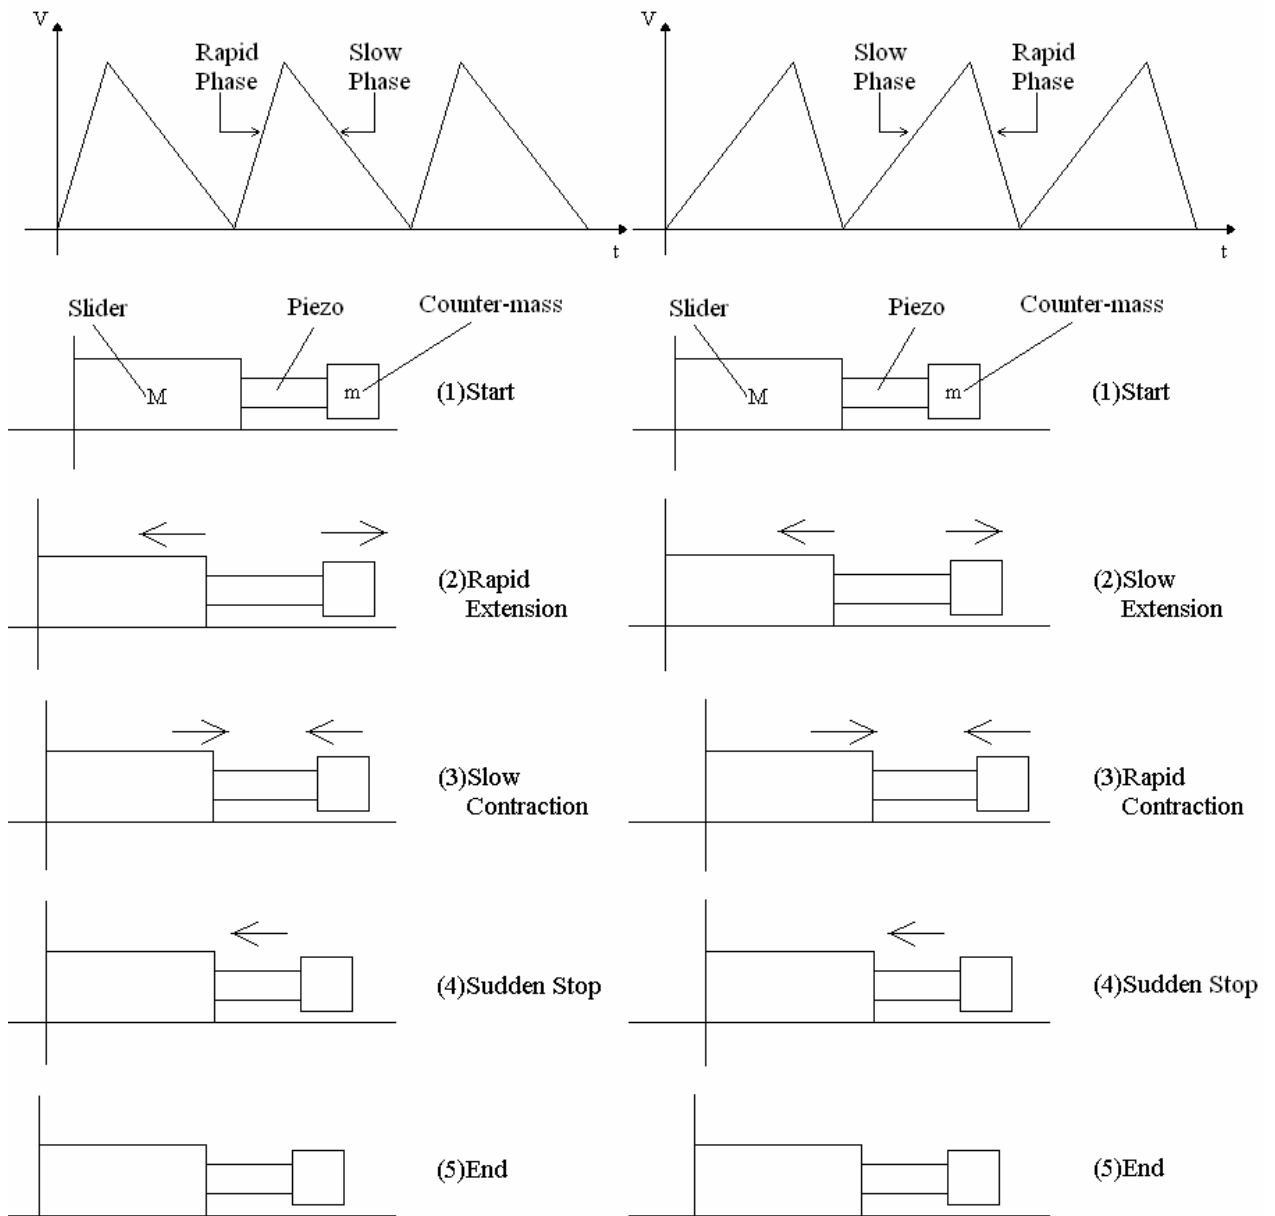 V
Rapid
Phase
Slow
Phase
t
V
Slow
Phase
Rapid
Phase
t
Slider
Piezo
Counter-mass
M
m
(1)Start
Slider
Piezo
Counter-mass
M
m
(1)Start
(2)Rapid
Extension
(2)Slow
Extension
(3)Slow
Contraction
(3)Rapid
Contraction
(4)Sudden Stop
(4)Sudden Stop
(5)End
(5)End